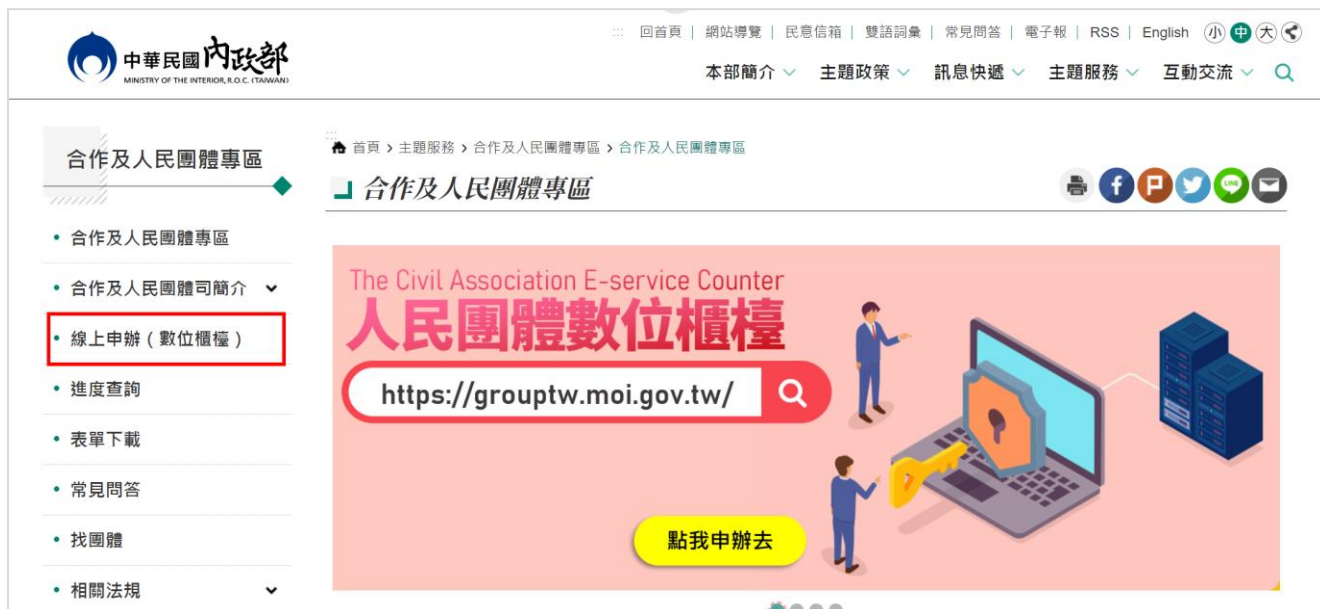 ::: 回首頁 | 網站導覽 | 民意信箱 | 雙語詞彙 | 常見問答 | 電子報 | RSS | English 小 中 大
中華民國內政部
MINISTRY OF THE INTERIOR, R.O.C. (TAIWAN)
本部簡介 主題政策 訊息快遞 主題服務 互動交流
合作及人民團體專區
:::
首頁 › 主題服務 › 合作及人民團體專區 › 合作及人民團體專區
合作及人民團體專區
• 合作及人民團體專區
• 合作及人民團體司簡介
• 線上申辦（數位櫃檯）
• 進度查詢
• 表單下載
• 常見問答
• 找團體
• 相關法規
The Civil Association E-service Counter
人民團體數位櫃檯
https://grouptw.moi.gov.tw/
點我申辦去
LINE